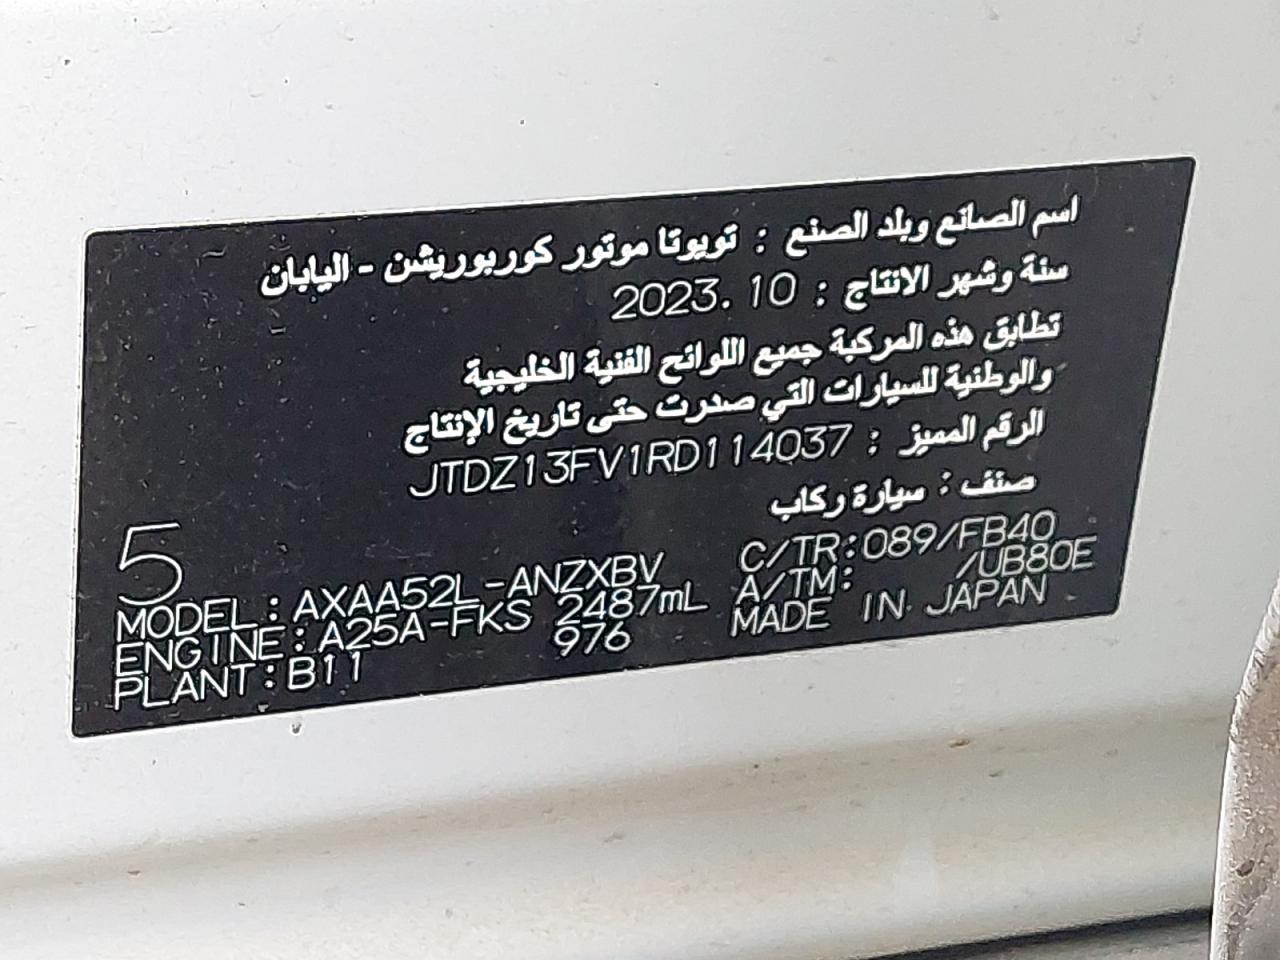 اسم الصانع وبلد الصنع : تويوتا موتور كوربوريشن - اليابان
سنة وشهر الانتاج : 2023.10
تطابق هذه المركبة جميع اللوائح الفنية الخليجية
والوطنية للسيارات التي صدرت حتى تاريخ الإنتاج
الرقم المميز : JTDZ13FV1RD114037
صنف : سيارة ركاب
5
MODEL: AXAA52L-ANZXBV C/TR:089/FB40
ENGINE: A25A-FKS 2487mL A/TM: /UB80E
PLANT:B11 976 MADE IN JAPAN